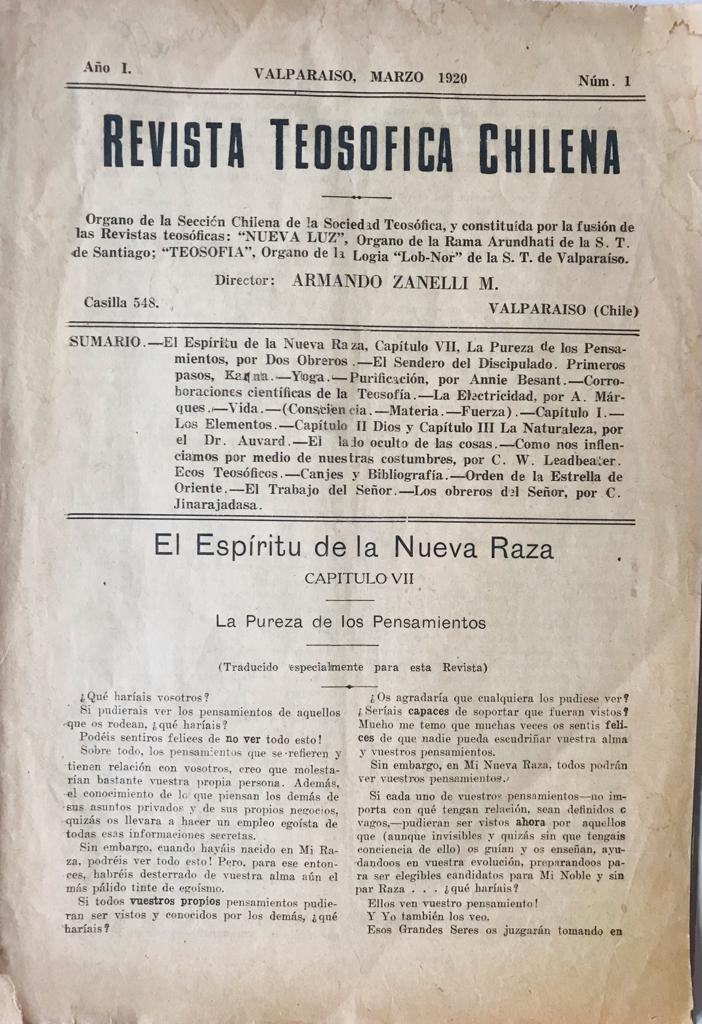 Año I.
VALPARAISO, MARZO 1920
Núm. 1
REVISTA TEOSOFICA CHILENA
Organo de la Sección Chilena de la Sociedad Teosófica, y constituída por la fusión de
las Revistas teosóficas: “NUEVA LUZ”, Organo de la Rama Arundhati de la S. T.
de Santiago; “TEOSOFIA”, Organo de la Logia “Lob-Nor” de la S. T. de Valparaíso.
Director: ARMANDO ZANELLI M.
Casilla 548.
VALPARAISO (Chile)
SUMARIO.—El Espíritu de la Nueva Raza, Capítulo VII, La Pureza de los Pensa-
mientos, por Dos Obreros.—El Sendero del Discipulado. Primeros
pasos, Karma.—Yoga.—Purificación, por Annie Besant.—Corro-
boraciones científicas de la Teosofía.—La Electricidad, por A. Már-
ques.—Vida.—(Consciencia.—Materia.—Fuerza).—Capítulo I.—
Los Elementos.—Capítulo II Dios y Capítulo III La Naturaleza, por
el Dr. Auvard.—El lado oculto de las cosas.—Como nos influen-
ciamos por medio de nuestras costumbres, por C. W. Leadbeater.
Ecos Teosóficos.—Canjes y Bibliografía.—Orden de la Estrella de
Oriente.—El Trabajo del Señor.—Los obreros del Señor, por C.
Jinarajadasa.
El Espíritu de la Nueva Raza
CAPITULO VII
La Pureza de los Pensamientos
(Traducido especialmente para esta Revista)
¿Qué haríais vosotros?
Si pudierais ver los pensamientos de aquellos
que os rodean, ¿qué haríais?
Podéis sentiros felices de no ver todo esto!
Sobre todo, los pensamientos que se refieren y
tienen relación con vosotros, creo que molesta-
rían bastante vuestra propia persona. Además,
el conocimiento de lo que piensan los demás de
sus asuntos privados y de sus propios negocios,
quizás os llevara a hacer un empleo egoísta de
todas esas informaciones secretas.
Sin embargo, cuando hayáis nacido en Mi Ra-
za, podréis ver todo esto! Pero, para ese enton-
ces, habréis desterrado de vuestra alma aún el
más pálido tinte de egoísmo.
Si todos vuestros propios pensamientos pudie-
ran ser vistos y conocidos por los demás, ¿qué
haríais?
¿Os agradaría que cualquiera los pudiese ver?
¿Seríais capaces de soportar que fueran vistos?
Mucho me temo que muchas veces os sentis feli-
ces de que nadie pueda escudriñar vuestra alma
y vuestros pensamientos.
Sin embargo, en Mi Nueva Raza, todos podrán
ver vuestros pensamientos.
Si cada uno de vuestros pensamientos—no im-
porta con qué tengan relación, sean definidos o
vagos,—pudieran ser vistos ahora por aquellos
que (aunque invisibles y quizás sin que tengais
conciencia de ello) os guían y os enseñan, ayu-
dandoos en vuestra evolución, preparandoos pa-
ra ser elegibles candidatos para Mi Noble y sin
par Raza . . . ¿qué haríais?
Ellos ven vuestro pensamiento!
Y Yo también los veo.
Esos Grandes Seres os juzgarán tomando en